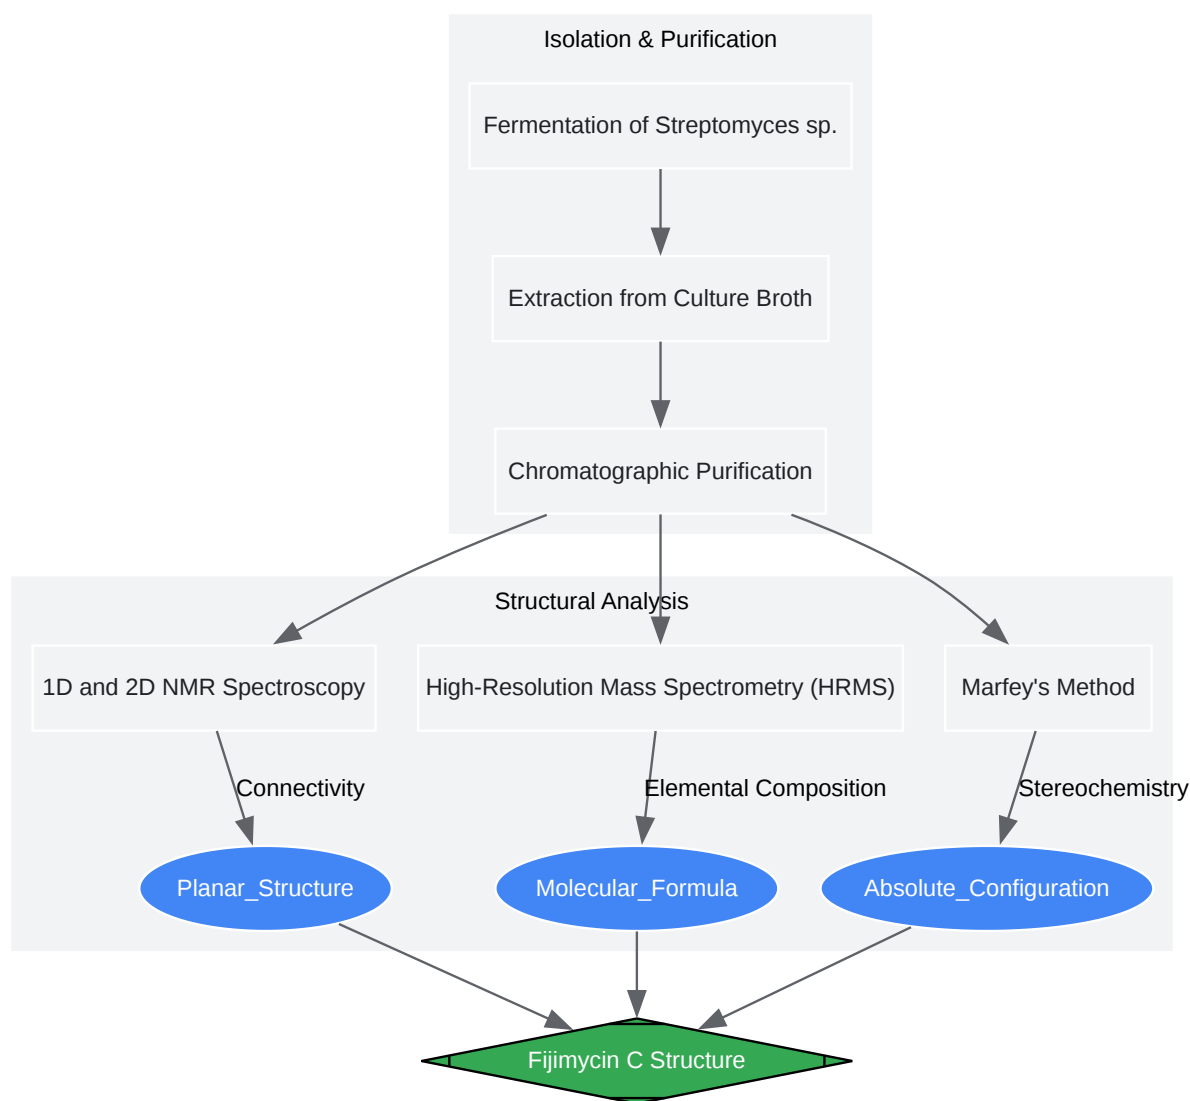 Isolation & Purification
Fermentation of Streptomyces sp.
Extraction from Culture Broth
Chromatographic Purification
Structural Analysis
1D and 2D NMR Spectroscopy
High-Resolution Mass Spectrometry (HRMS)
Marfey's Method
Connectivity
Elemental Composition
Stereochemistry
Planar_Structure
Molecular_Formula
Absolute_Configuration
Fijimycin C Structure